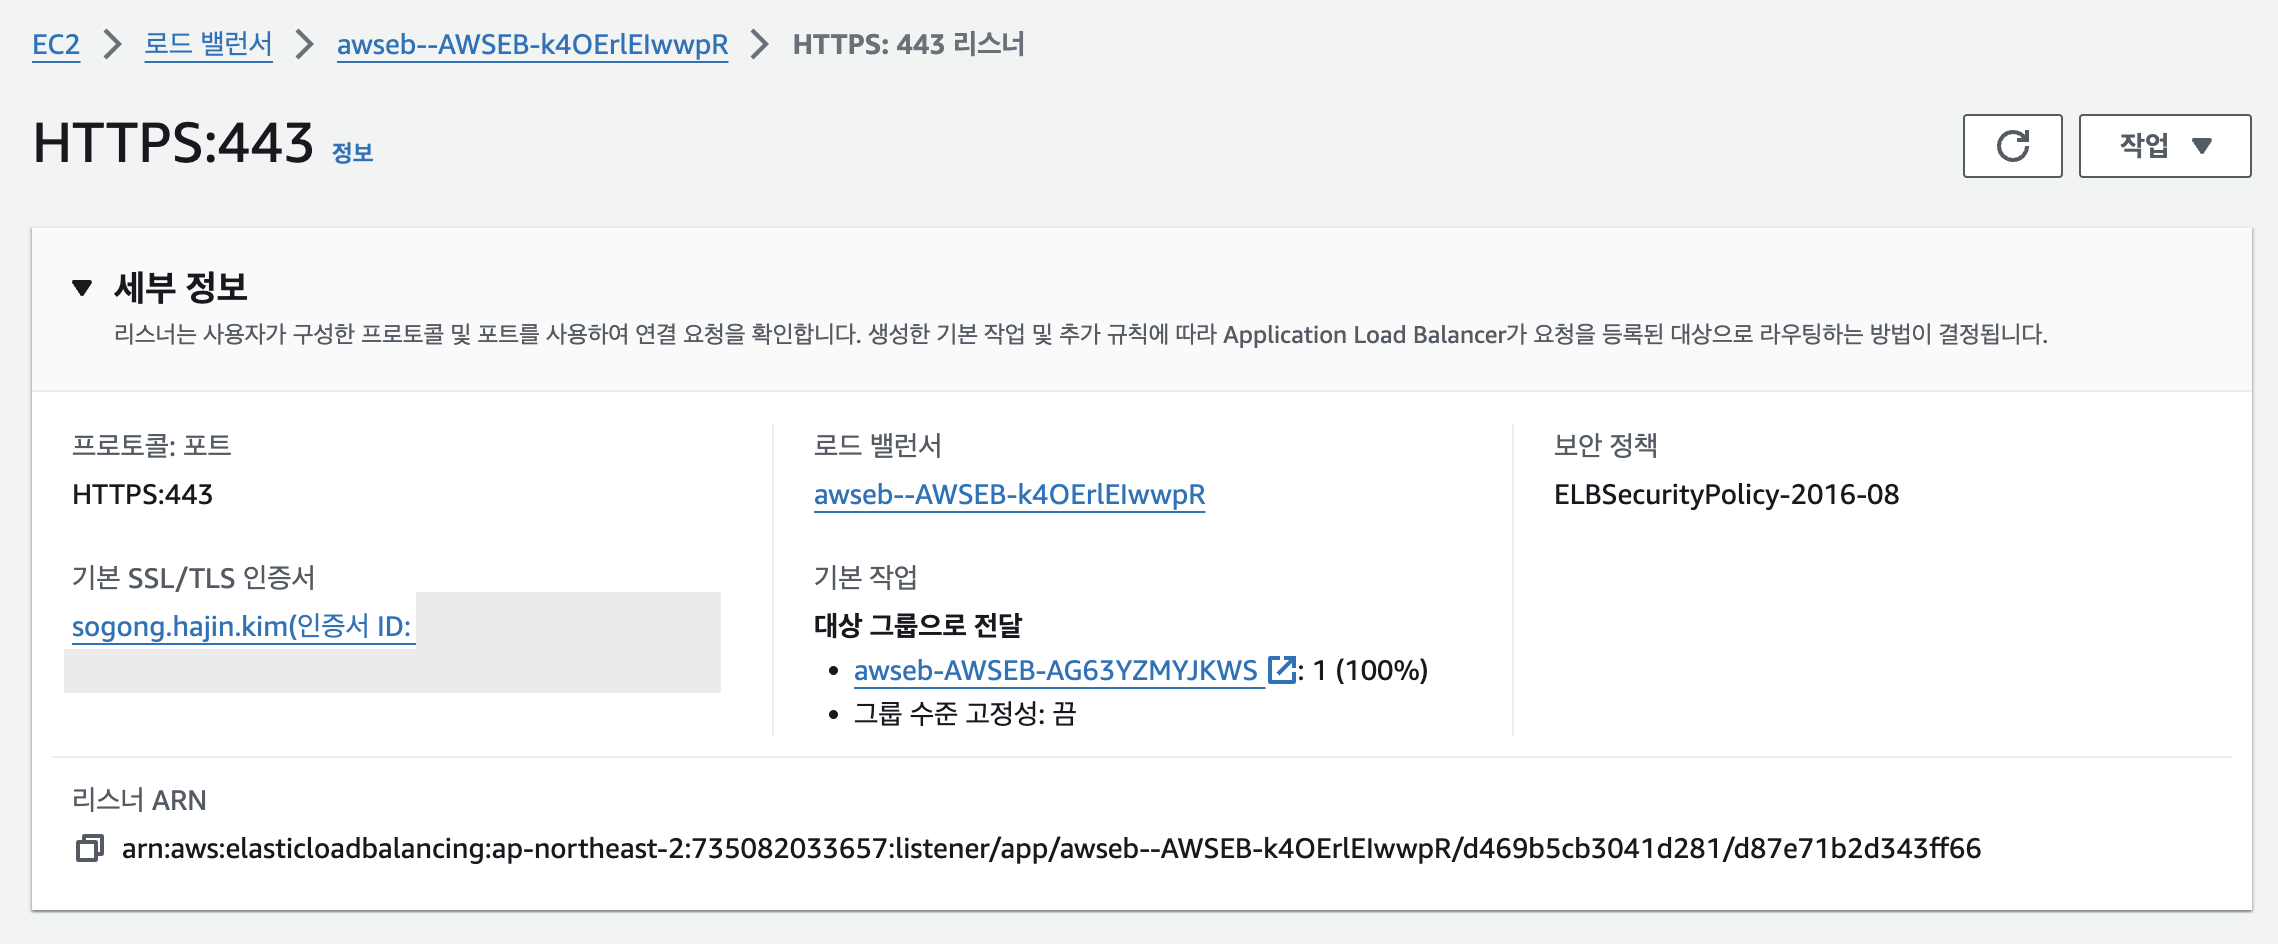 EC2 > 로드 밸런서 > awseb--AWSEB-k4OErlEIwwpR > HTTPS: 443 리스너
HTTPS:443 정보
작업
세부 정보
리스너는 사용자가 구성한 프로토콜 및 포트를 사용하여 연결 요청을 확인합니다. 생성한 기본 작업 및 추가 규칙에 따라 Application Load Balancer가 요청을 등록된 대상으로 라우팅하는 방법이 결정됩니다.
프로토콜: 포트
HTTPS:443
기본 SSL/TLS 인증서
sogong.hajin.kim(인증서 ID:
로드 밸런서
awseb--AWSEB-k4OErlEIwwpR
기본 작업
대상 그룹으로 전달
• awseb-AWSEB-AG63YZMYJKWS : 1 (100%)
• 그룹 수준 고정성: 끔
보안 정책
ELBSecurityPolicy-2016-08
리스너 ARN
arn:aws:elasticloadbalancing:ap-northeast-2:735082033657:listener/app/awseb--AWSEB-k4OErlEIwwpR/d469b5cb3041d281/d87e71b2d343ff66